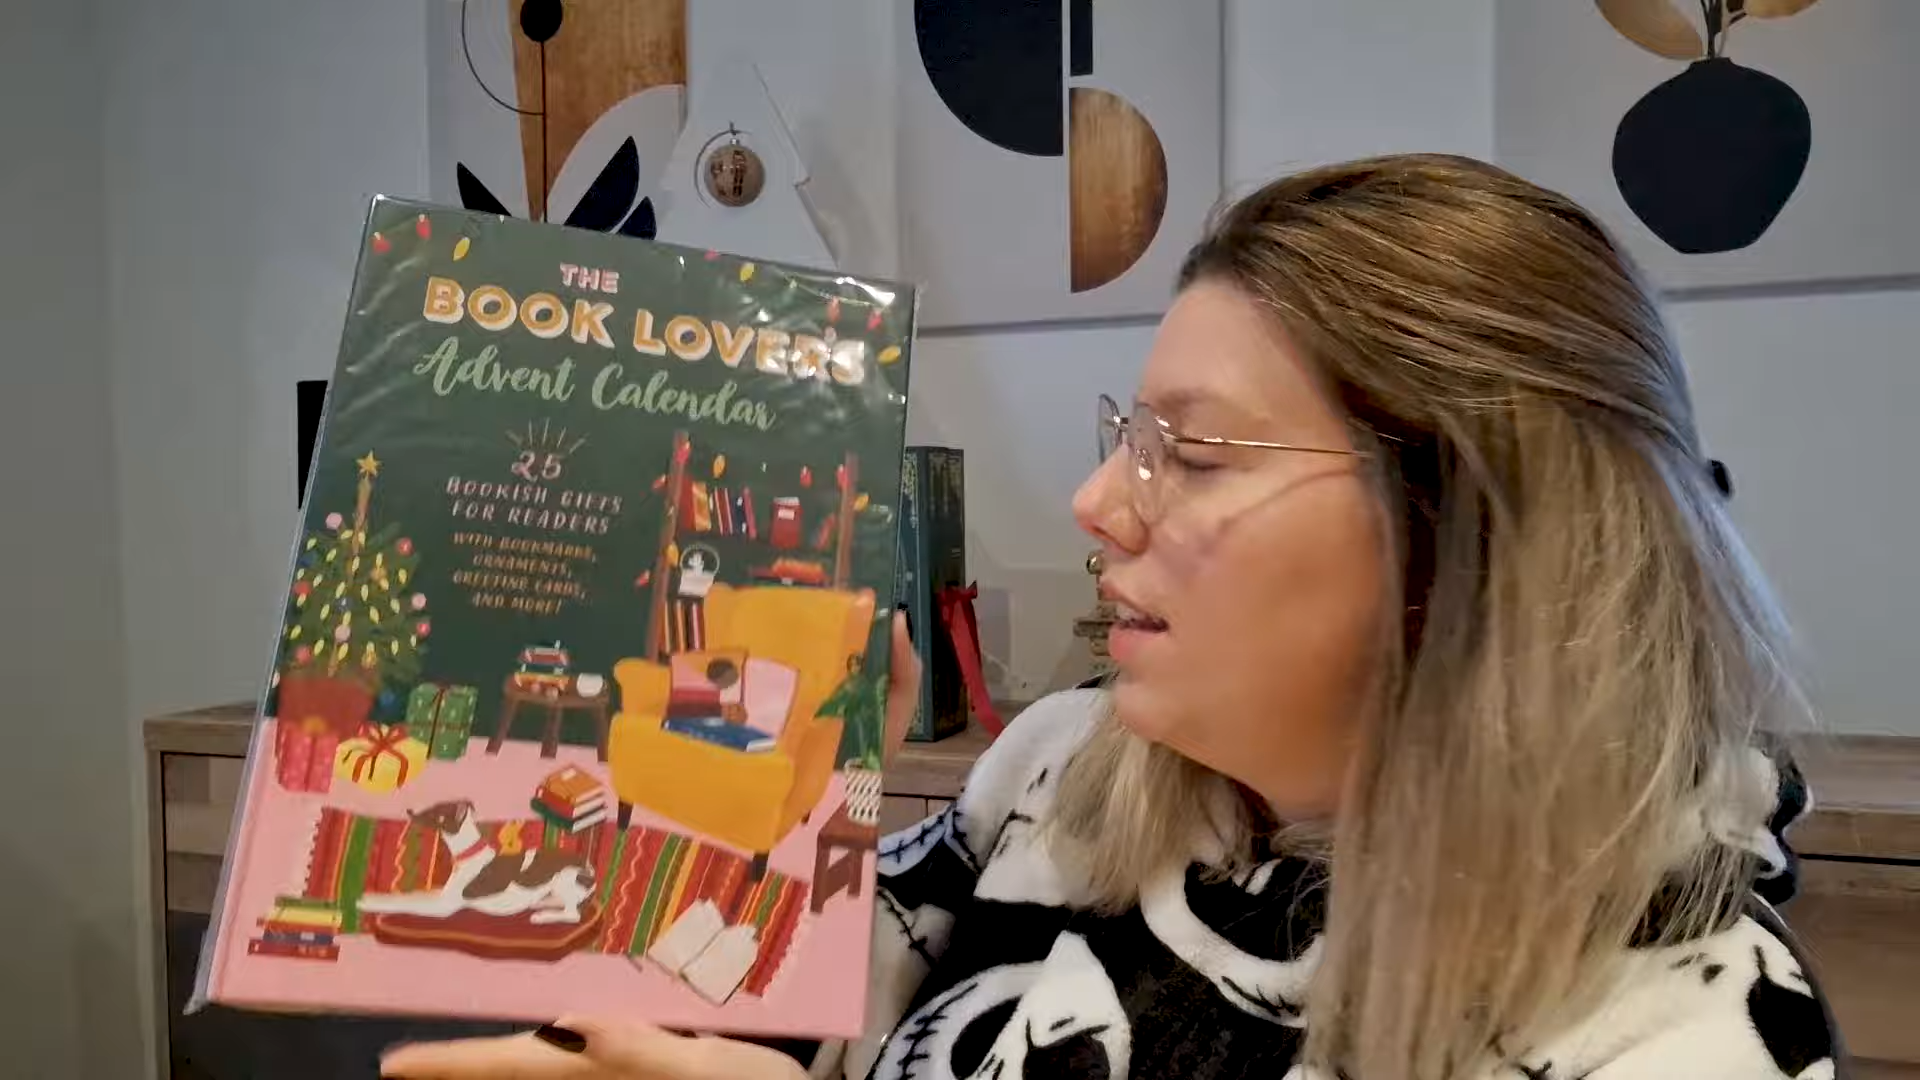 THE
BOOK LOVER'S
Advent Calendar
25
BOOKISH GIFTS
FOR READERS
WITH BOOKMARKS,
ORNAMENTS,
GREETING CARDS,
AND MORE!